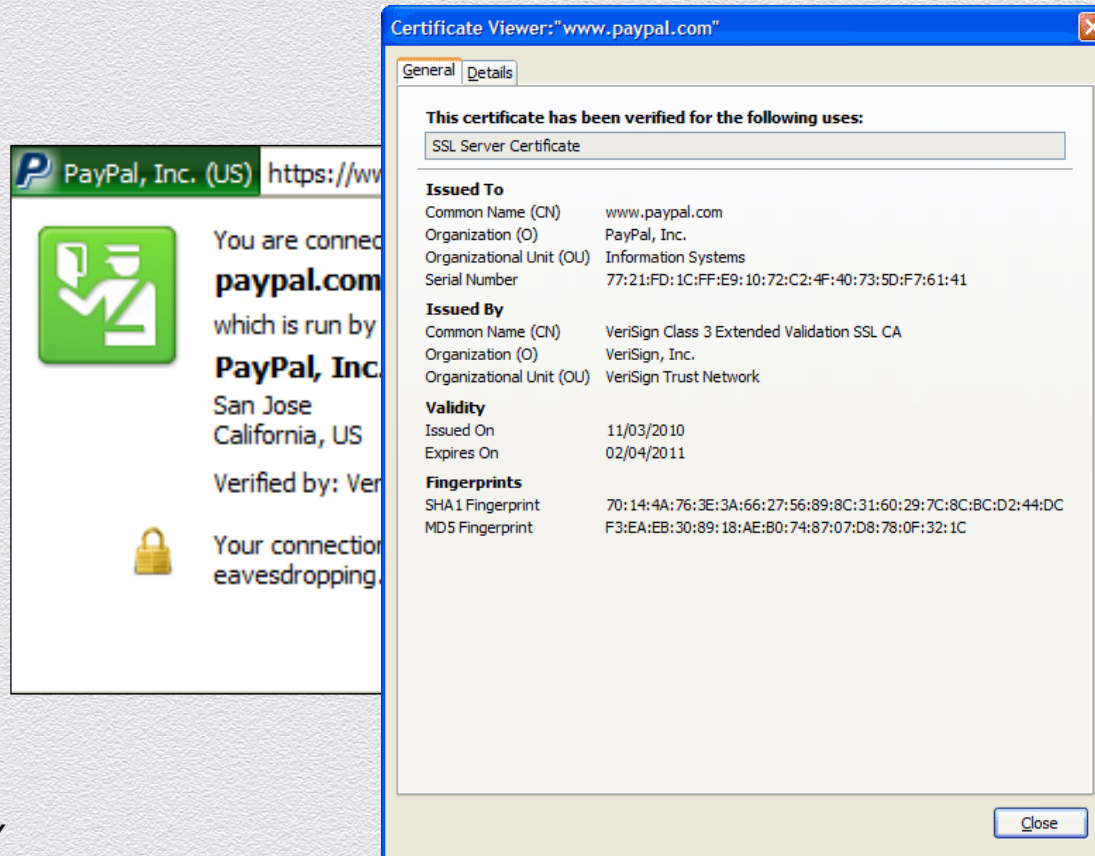 PayPal, Inc. (US) https://ww
You are connec
paypal.com
which is run by
PayPal, Inc.
San Jose
California, US
Verified by: Ver
Your connection
eavesdropping.
Certificate Viewer:"www.paypal.com"
General Details
This certificate has been verified for the following uses:
SSL Server Certificate
Issued To
Common Name (CN) www.paypal.com
Organization (O) PayPal, Inc.
Organizational Unit (OU) Information Systems
Serial Number 77:21:FD:1C:FF:E9:10:72:C2:4F:40:73:5D:F7:61:41
Issued By
Common Name (CN) VeriSign Class 3 Extended Validation SSL CA
Organization (O) VeriSign, Inc.
Organizational Unit (OU) VeriSign Trust Network
Validity
Issued On 11/03/2010
Expires On 02/04/2011
Fingerprints
SHA1 Fingerprint 70:14:4A:76:3E:3A:66:27:56:89:8C:31:60:29:7C:8C:BC:D2:44:DC
MD5 Fingerprint F3:EA:EB:30:89:18:AE:B0:74:87:07:D8:78:0F:32:1C
Close